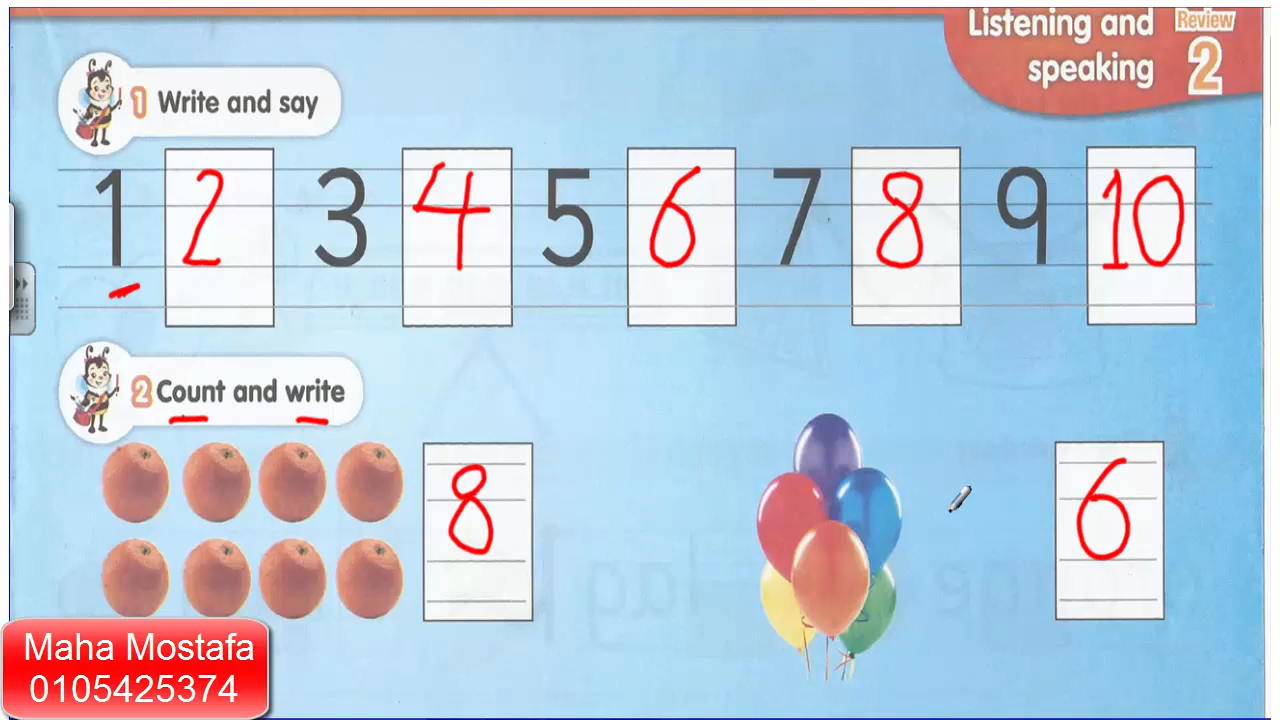 Listening and
speaking
Review
2
1 Write and say
1 2 3 4 5 6 7 8 9 10
2 Count and write
8
6
Maha Mostafa
0105425374